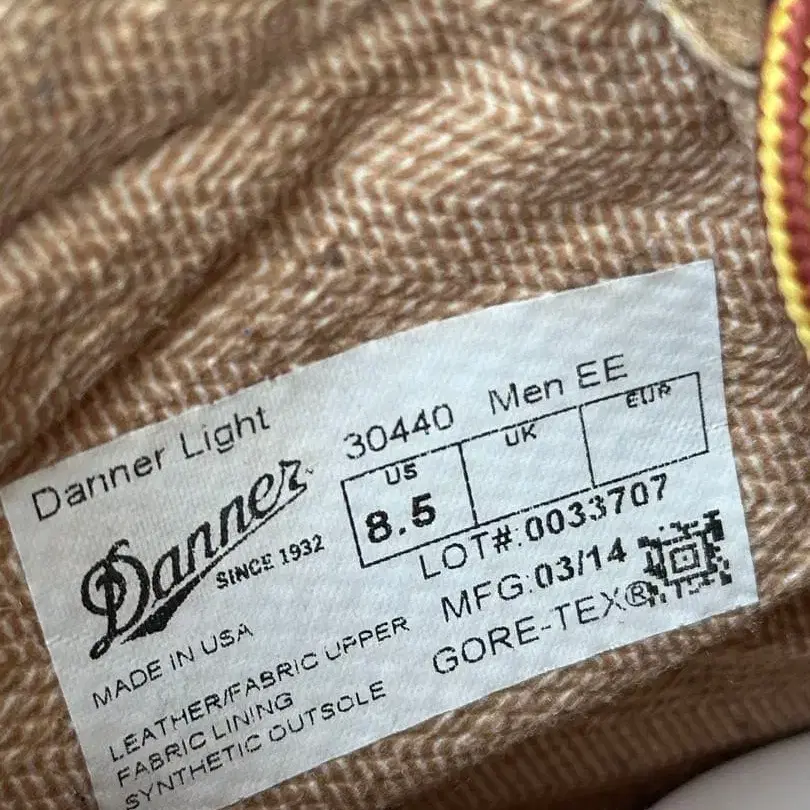 Danner Light
30440 Men EE
US
UK
EUR
8.5
Danner
SINCE 1932
LOT#:0033707
MFG:03/14
GORE-TEX®
MADE IN USA
LEATHER/FABRIC UPPER
FABRIC LINING
SYNTHETIC OUTSOLE